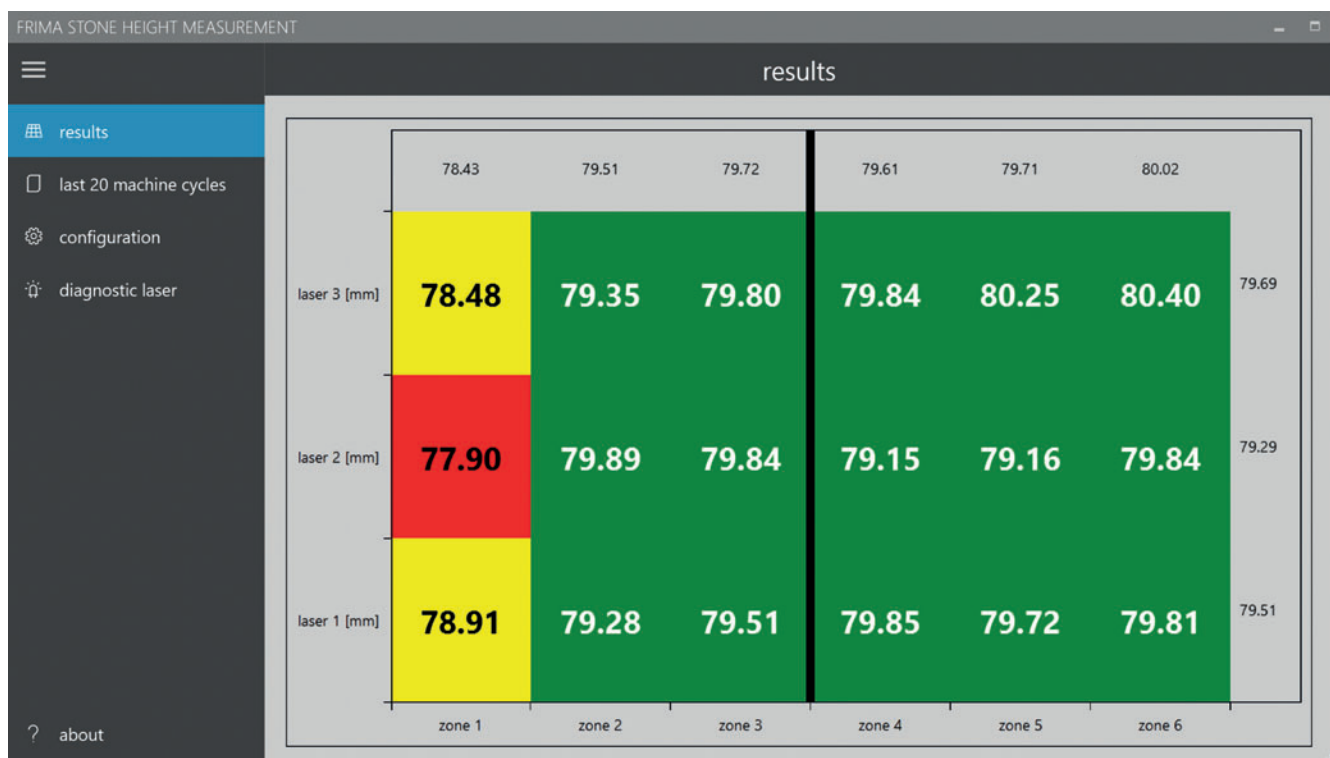 FRIMA STONE HEIGHT MEASUREMENT
results
results
last 20 machine cycles
configuration
diagnostic laser
? about
78.43 79.51 79.72 79.61 79.71 80.02
laser 3 [mm] 78.48 79.35 79.80 79.84 80.25 80.40 79.69
laser 2 [mm] 77.90 79.89 79.84 79.15 79.16 79.84 79.29
laser 1 [mm] 78.91 79.28 79.51 79.85 79.72 79.81 79.51
zone 1 zone 2 zone 3 zone 4 zone 5 zone 6